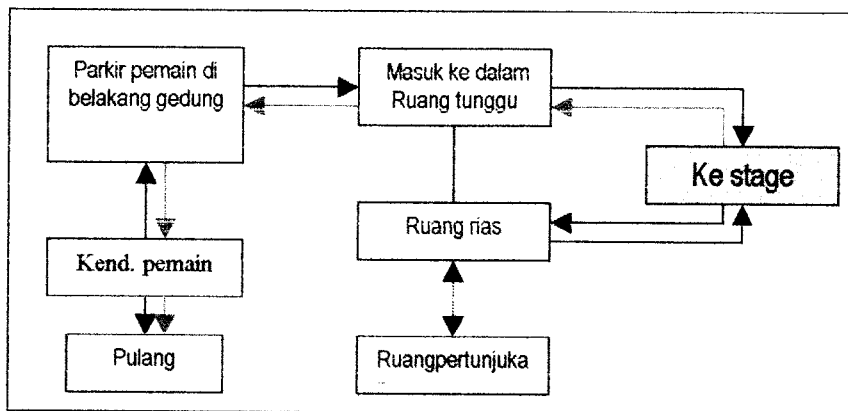 Parkir pemain di
belakang gedung
Masuk ke dalam
Ruang tunggu
Ke stage
Ruang rias
Kend. pemain
Pulang
Ruangpertunjuka